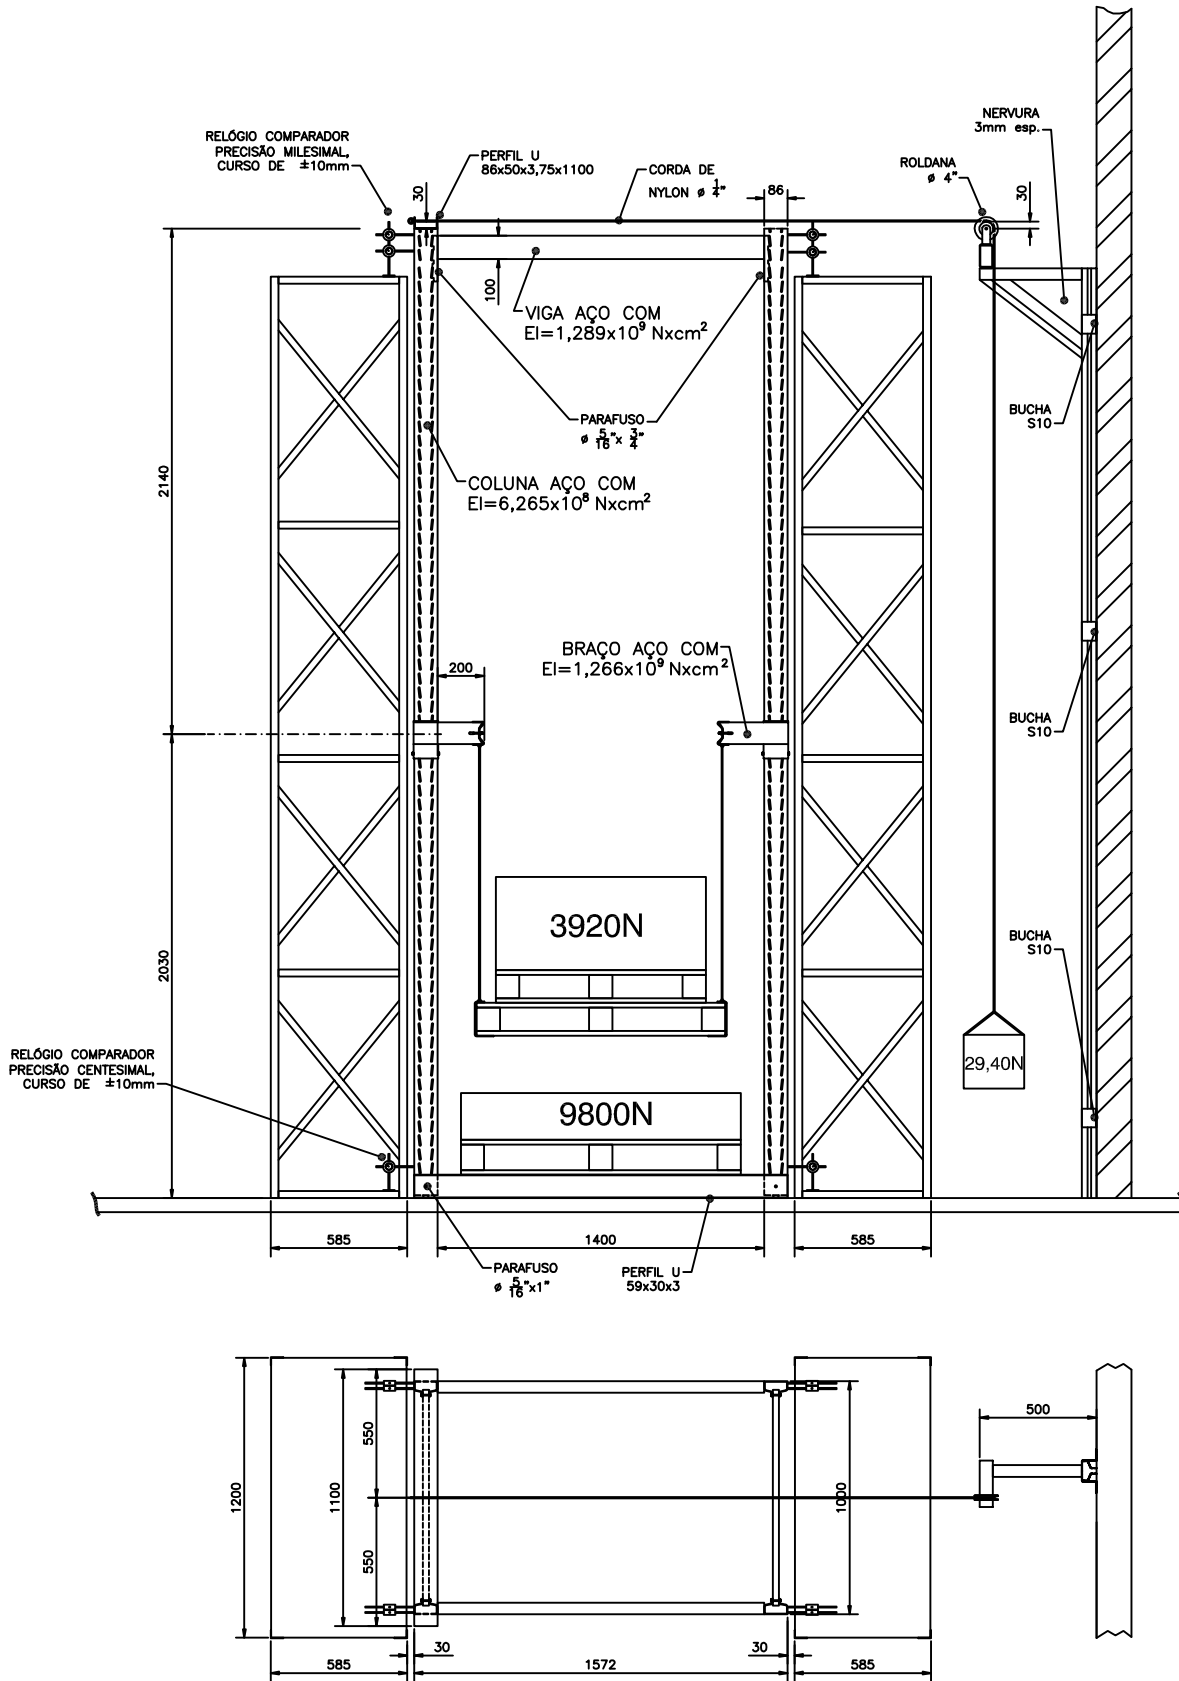 NERVURA
3mm esp.
RELÓGIO COMPARADOR
PRECISÃO MILESIMAL,
CURSO DE ±10mm
PERFIL U
86x50x3,75x1100
CORDA DE
NYLON ø 1/4"
ROLDANA
ø 4"
30
86
30
100
VIGA AÇO COM
EI=1,289x10⁹ Nxcm²
PARAFUSO
ø 5/16" x 3/4"
BUCHA
S10
2140
COLUNA AÇO COM
EI=6,265x10⁸ Nxcm²
BRAÇO AÇO COM
EI=1,266x10⁹ Nxcm²
200
BUCHA
S10
3920N
BUCHA
S10
2030
RELÓGIO COMPARADOR
PRECISÃO CENTESIMAL,
CURSO DE ±10mm
29,40N
9800N
585
1400
585
PARAFUSO
ø 5/16"x1"
PERFIL U
59x30x3
500
550
1200
1100
1000
550
30
30
585
1572
585